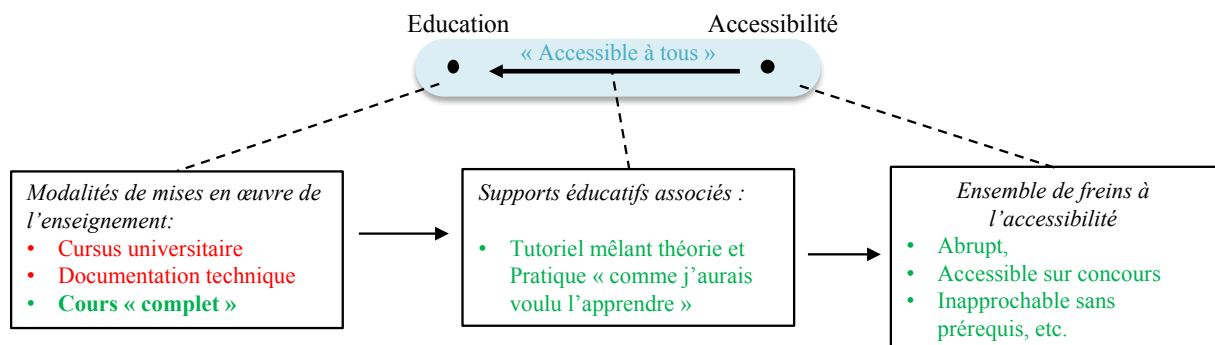 Education
Accessibilité
« Accessible à tous »
Modalités de mises en œuvre de
l’enseignement:
• Cursus universitaire
• Documentation technique
• Cours « complet »
Supports éducatifs associés :
• Tutoriel mêlant théorie et
Pratique « comme j’aurais
voulu l’apprendre »
Ensemble de freins à
l’accessibilité
• Abrupt,
• Accessible sur concours
• Inapprochable sans
prérequis, etc.